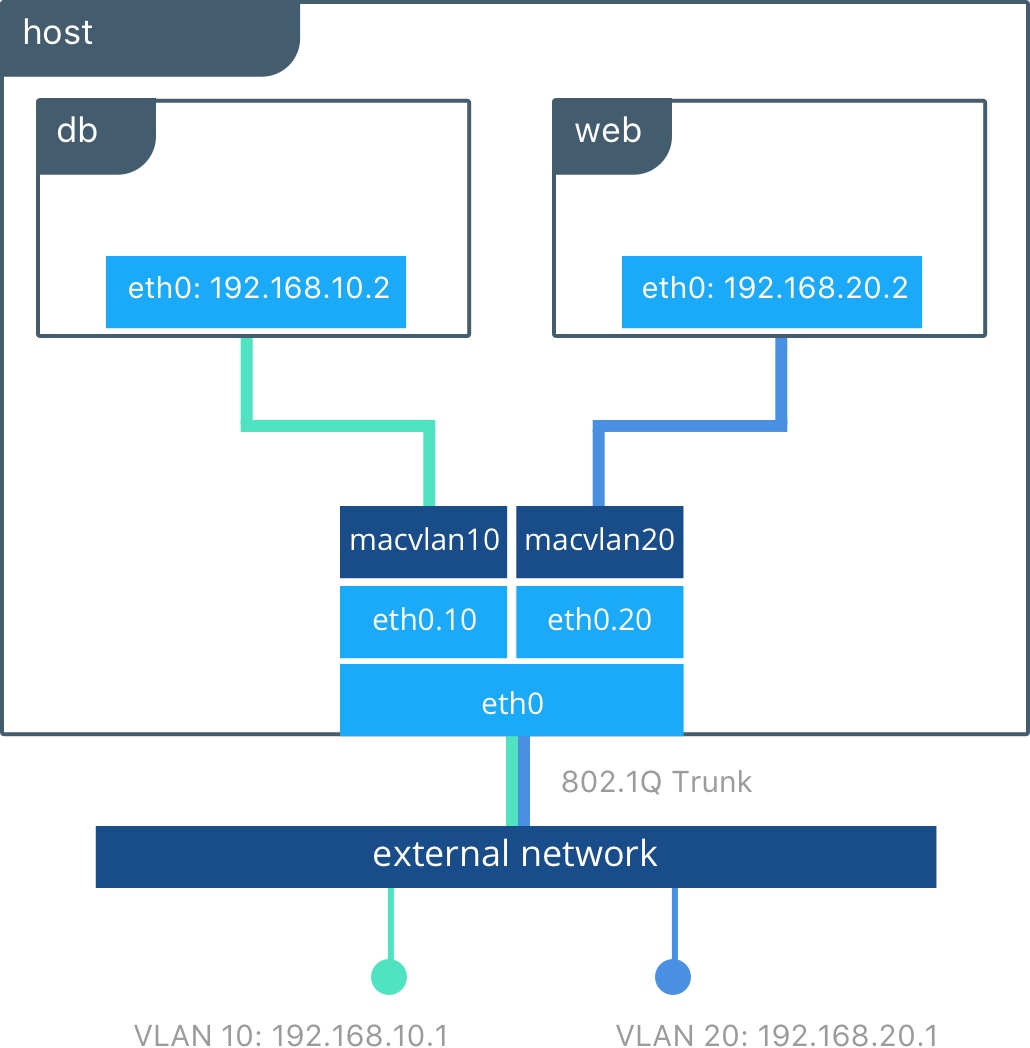 host
db
web
eth0: 192.168.10.2
eth0: 192.168.20.2
macvlan10
macvlan20
eth0.10
eth0.20
eth0
802.1Q Trunk
external network
VLAN 10: 192.168.10.1
VLAN 20: 192.168.20.1